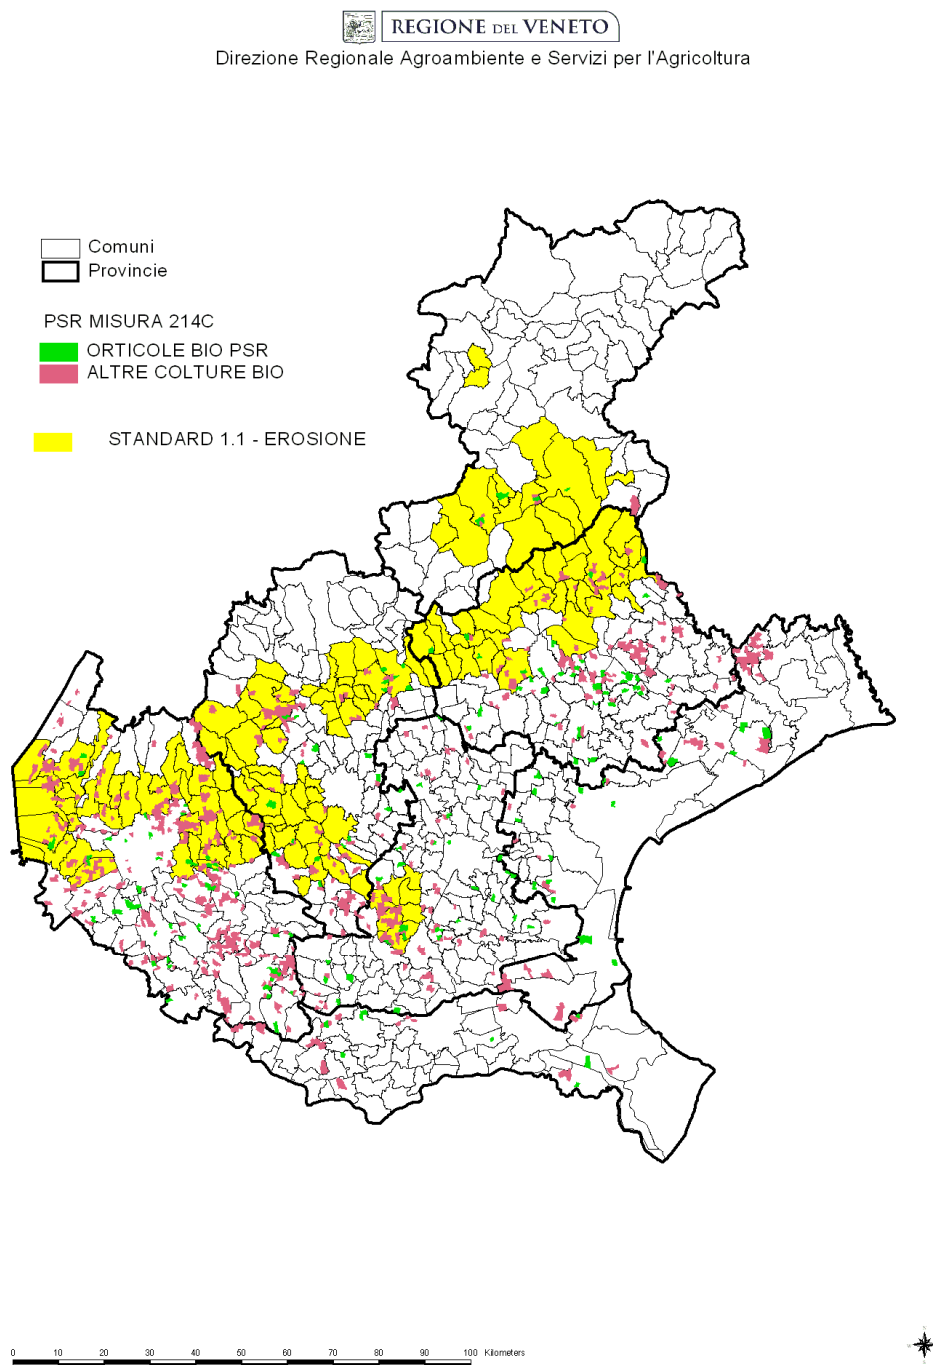 REGIONE DEL VENETO
Direzione Regionale Agroambiente e Servizi per l'Agricoltura
Comuni
Provincie
PSR MISURA 214C
ORTICOLE BIO PSR
ALTRE COLTURE BIO
STANDARD 1.1 - EROSIONE
0 10 20 30 40 50 60 70 80 90 100 Kilometers